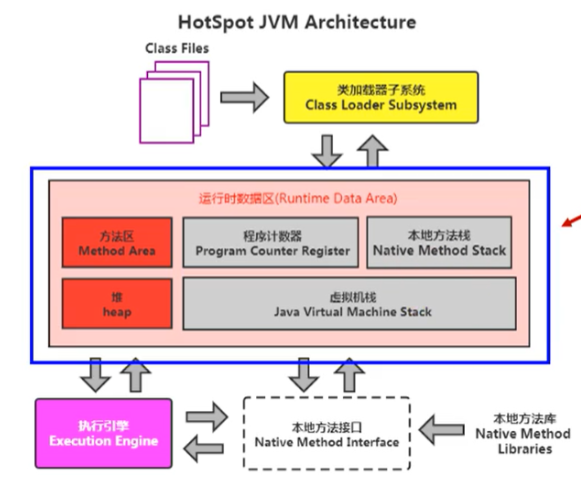 HotSpot JVM Architecture
Class Files
类加载器子系统
Class Loader Subsystem
运行时数据区(Runtime Data Area)
方法区
Method Area
程序计数器
Program Counter Register
本地方法栈
Native Method Stack
堆
heap
虚拟机栈
Java Virtual Machine Stack
执行引擎
Execution Engine
本地方法接口
Native Method Interface
本地方法库
Native Method
Libraries